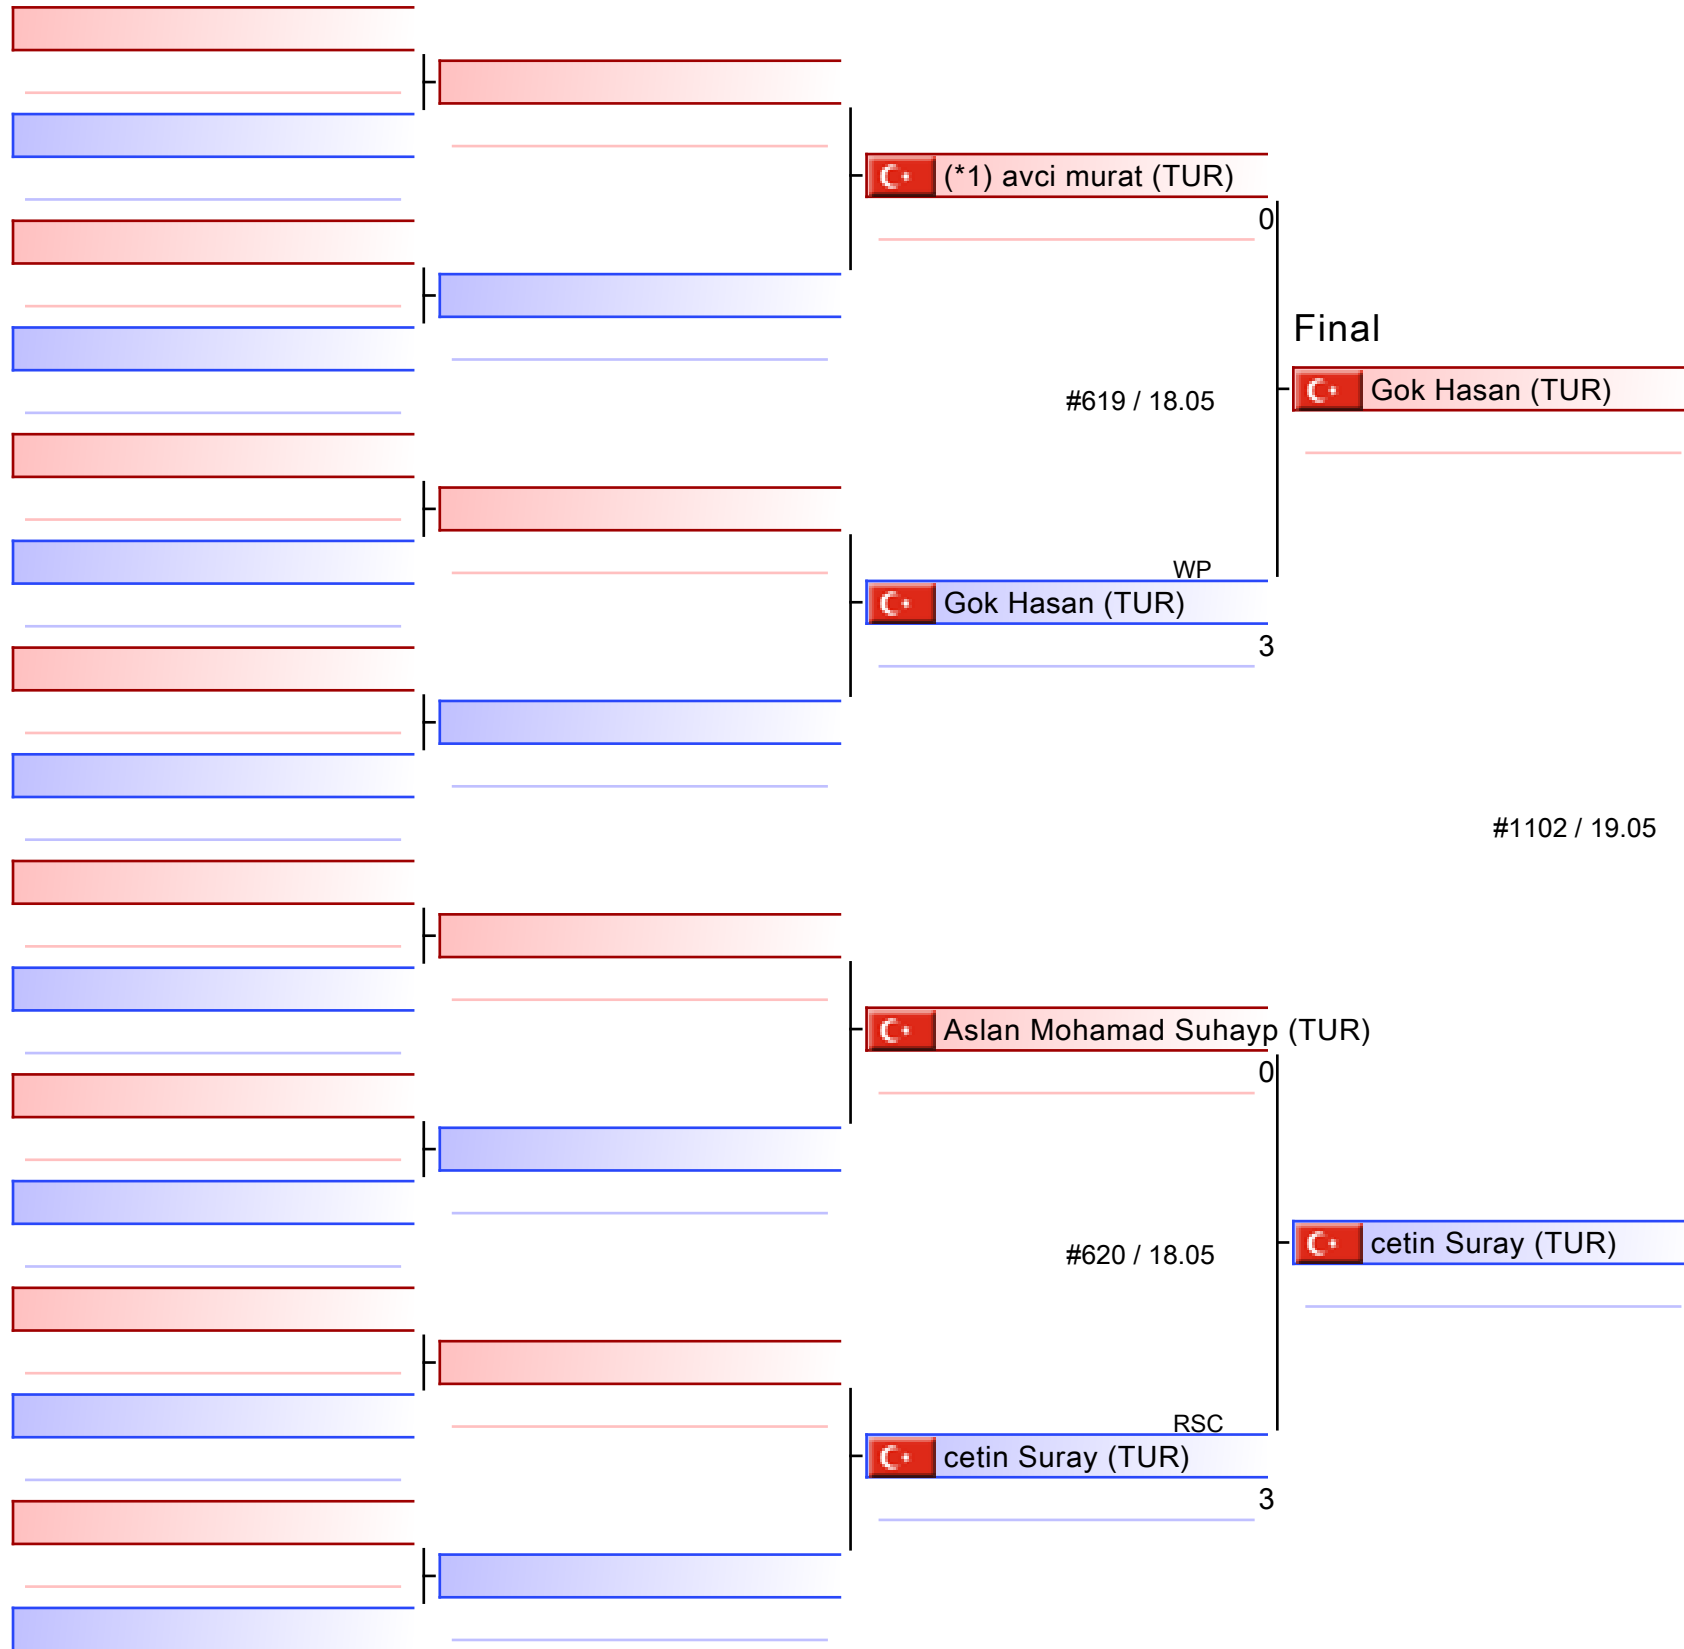 (*1) avci murat (TUR)
0
Final
Gok Hasan (TUR)
#619 / 18.05
WP
Gok Hasan (TUR)
3
#1102 / 19.05
Aslan Mohamad Suhayp (TUR)
0
cetin Suray (TUR)
#620 / 18.05
RSC
cetin Suray (TUR)
3